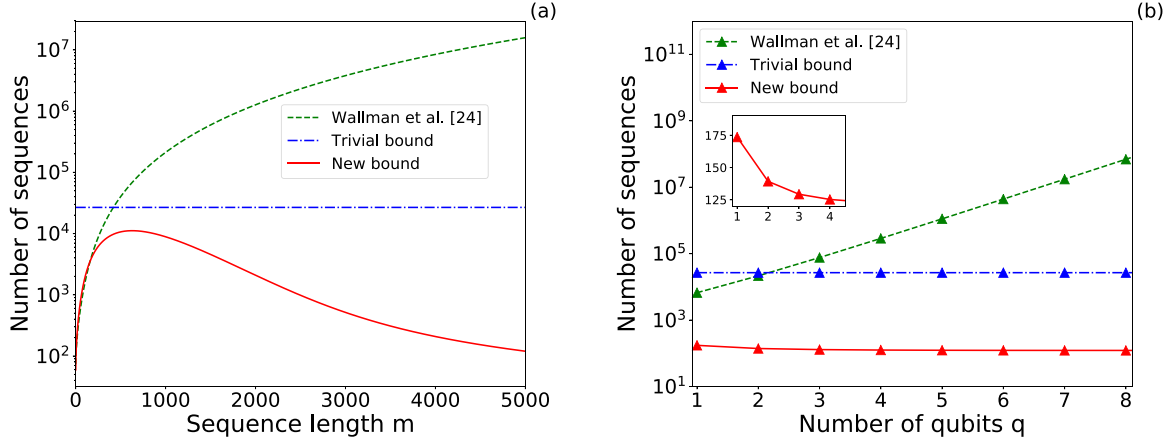 (a)
Number of sequences
10^7
10^6
10^5
10^4
10^3
10^2
Wallman et al. [24]
Trivial bound
New bound
0 1000 2000 3000 4000 5000
Sequence length m
(b)
Number of sequences
10^11
10^9
10^7
10^5
10^3
10^1
Wallman et al. [24]
Trivial bound
New bound
175
150
125
1 2 3 4
1 2 3 4 5 6 7 8
Number of qubits q